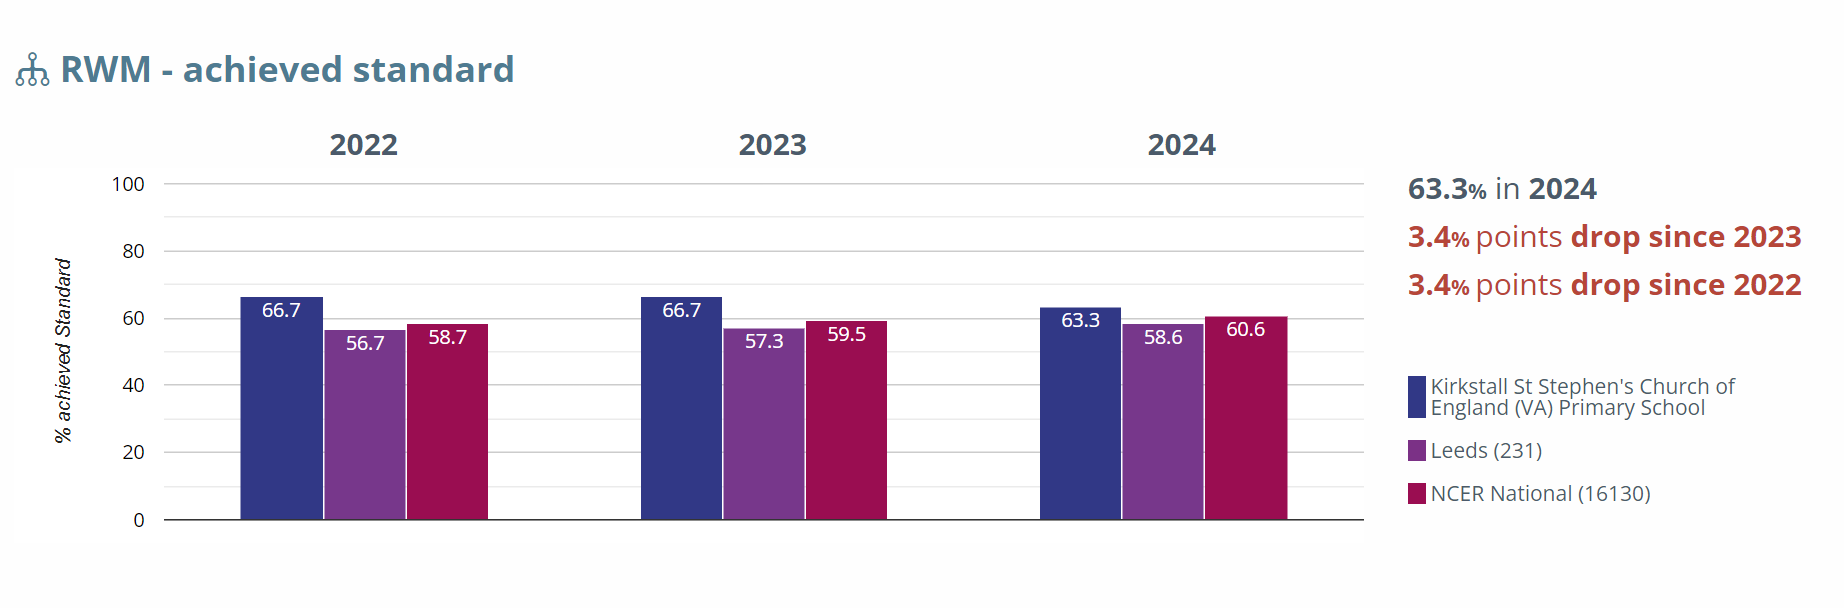 RWM - achieved standard
2022 2023 2024
100
80
60
40
20
0
% achieved Standard
66.7 56.7 58.7
66.7 57.3 59.5
63.3 58.6 60.6
63.3% in 2024
3.4% points drop since 2023
3.4% points drop since 2022
Kirkstall St Stephen's Church of
England (VA) Primary School
Leeds (231)
NCER National (16130)